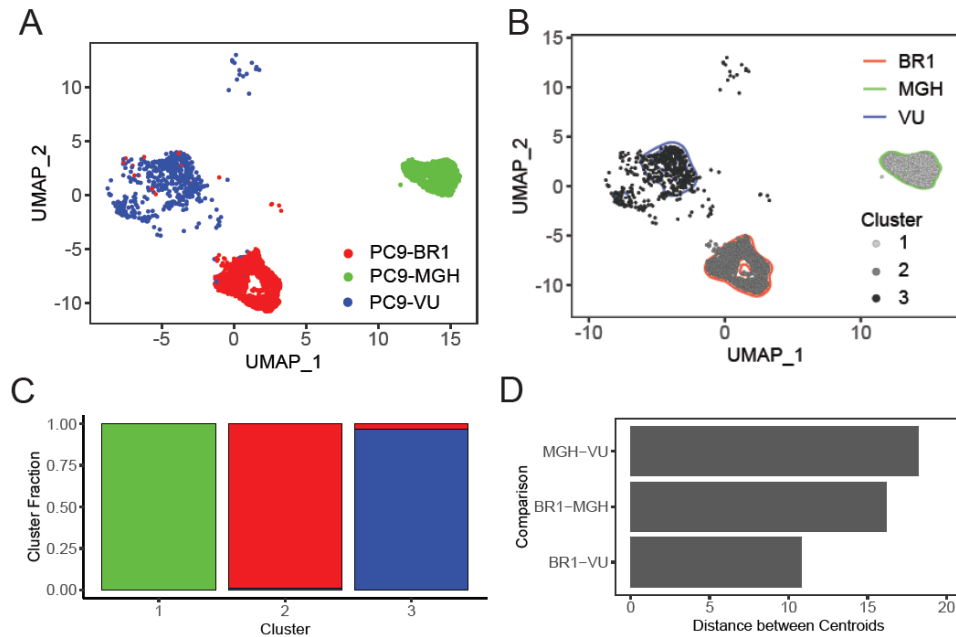 A
UMAP_2
10
5
0
-5
-10
PC9-BR1
PC9-MGH
PC9-VU
-5
0
5
10
15
UMAP_1
B
UMAP_2
15
10
5
0
-5
-10
BR1
MGH
VU
Cluster
1
2
3
-10
0
10
UMAP_1
C
Cluster Fraction
1.00
0.75
0.50
0.25
0.00
1
2
3
Cluster
D
Comparison
MGH-VU
BR1-MGH
BR1-VU
0
5
10
15
20
Distance between Centroids